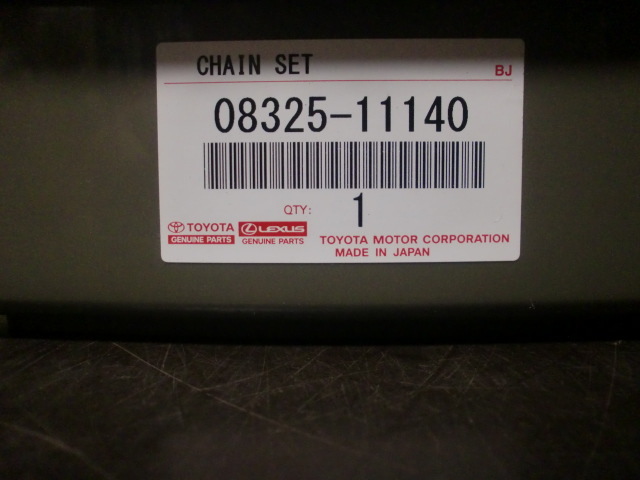 CHAIN SET
BJ
08325-11140
QTY: 1
TOYOTA
GENUINE PARTS
LEXUS
GENUINE PARTS
TOYOTA MOTOR CORPORATION
MADE IN JAPAN